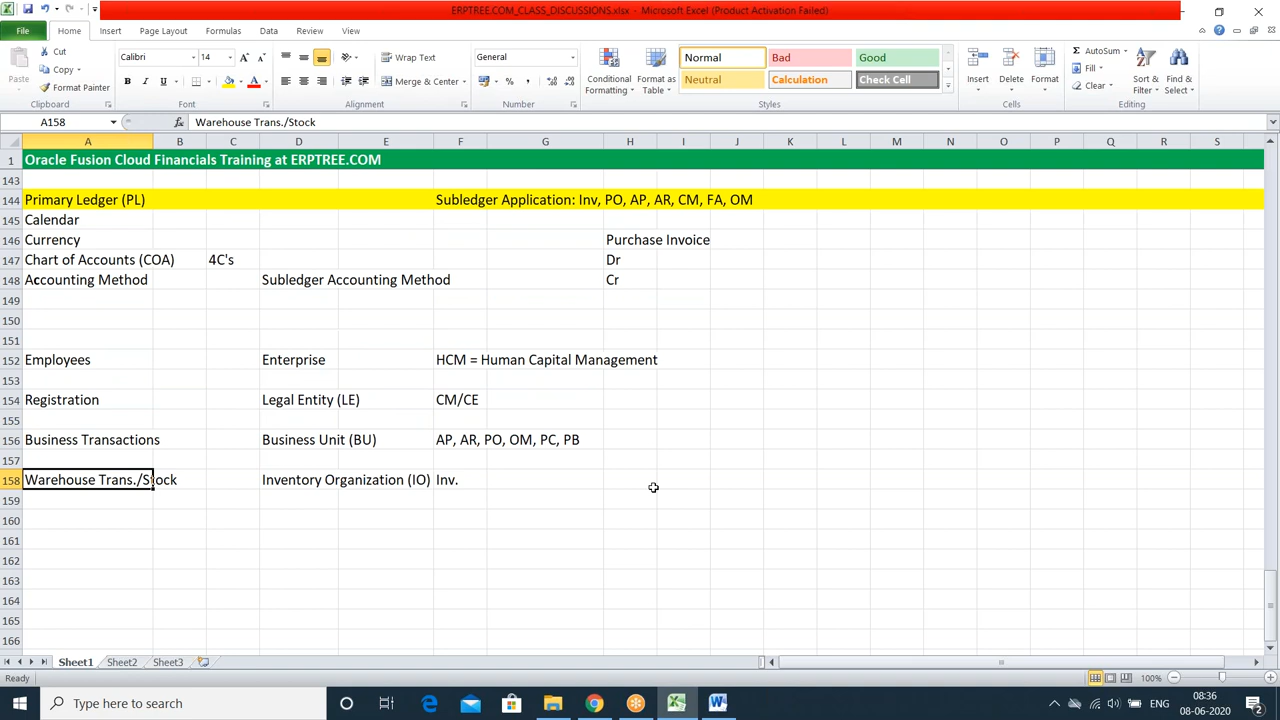 ERPTREE.COM_CLASS_DISCUSSIONS.xlsx - Microsoft Excel (Product Activation Failed)
File Home Insert Page Layout Formulas Data Review View
Paste Cut Copy Format Painter Clipboard
Calibri 14 B I U A A A Font
Wrap Text Merge & Center Alignment
General % , Number
Conditional Formatting Format as Table
Normal Bad Good
Neutral Calculation Check Cell
Styles
Insert Delete Format Cells
AutoSum Fill Clear Sort & Filter Find & Select Editing
A158 fx Warehouse Trans./Stock
A B C D E F G H I J K L M N O P Q R S
1 Oracle Fusion Cloud Financials Training at ERPTREE.COM
143
144 Primary Ledger (PL) Subledger Application: Inv, PO, AP, AR, CM, FA, OM
145 Calendar
146 Currency Purchase Invoice
147 Chart of Accounts (COA) 4C's Dr
148 Accounting Method Subledger Accounting Method Cr
149
150
151
152 Employees Enterprise HCM = Human Capital Management
153
154 Registration Legal Entity (LE) CM/CE
155
156 Business Transactions Business Unit (BU) AP, AR, PO, OM, PC, PB
157
158 Warehouse Trans./Stock Inventory Organization (IO) Inv.
159
160
161
162
163
164
165
166
Sheet1 Sheet2 Sheet3
Ready 100%
Type here to search ENG 08:36
08-06-2020 2